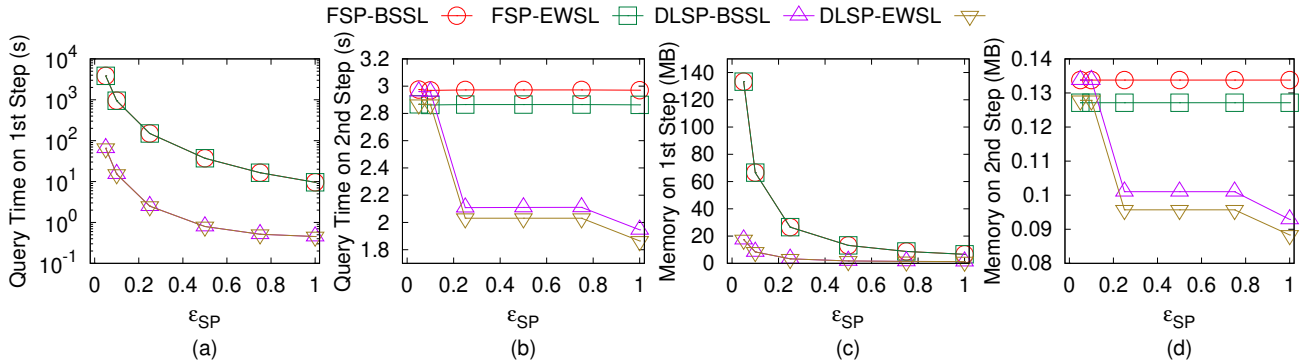 FSP-BSSL FSP-EWSL DLSP-BSSL DLSP-EWSL
Query Time on 1st Step (s)
10^4
10^3
10^2
10^1
10^0
10^-1
0 0.2 0.4 0.6 0.8 1
ε_SP
(a)
Query Time on 2nd Step (s)
3.2
3
2.8
2.6
2.4
2.2
2
1.8
0 0.2 0.4 0.6 0.8 1
ε_SP
(b)
Memory on 1st Step (MB)
140
120
100
80
60
40
20
0
0 0.2 0.4 0.6 0.8 1
ε_SP
(c)
Memory on 2nd Step (MB)
0.14
0.13
0.12
0.11
0.1
0.09
0.08
0 0.2 0.4 0.6 0.8 1
ε_SP
(d)